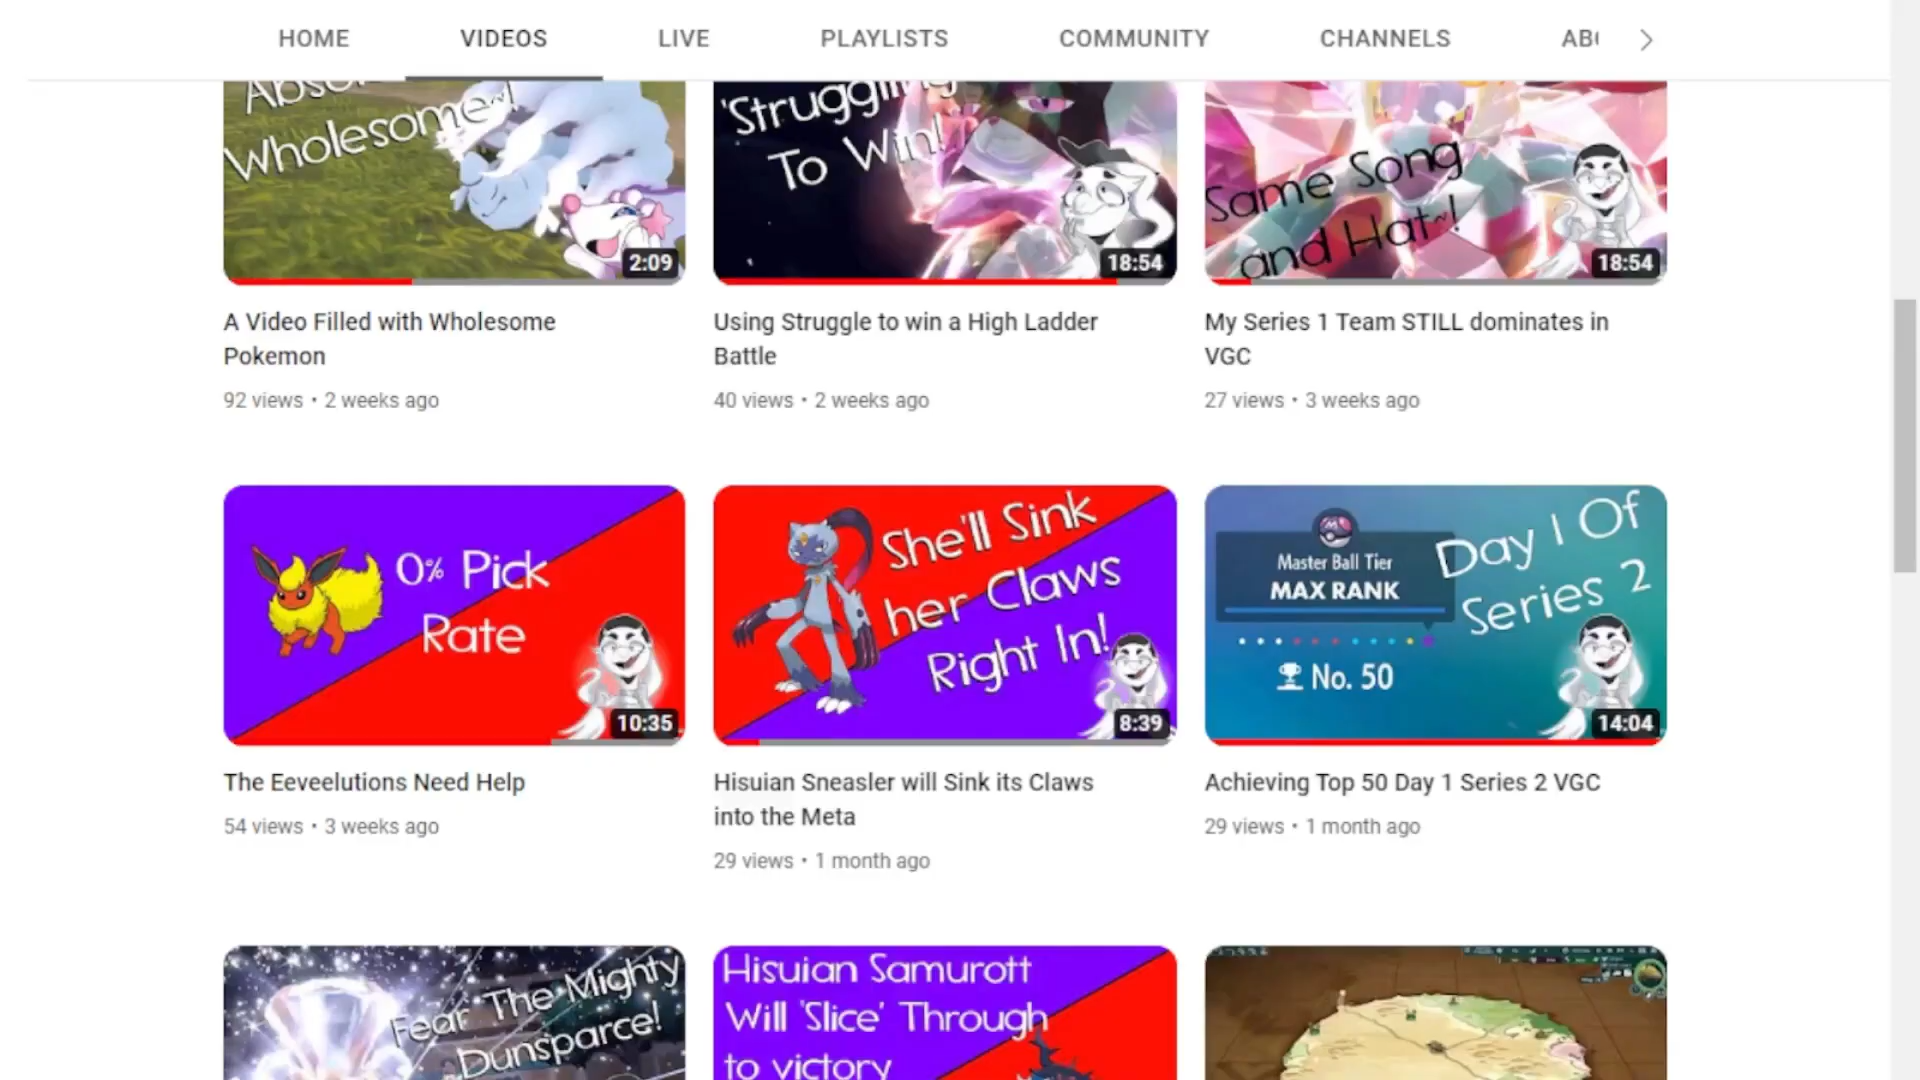 HOME VIDEOS LIVE PLAYLISTS COMMUNITY CHANNELS
Wholesome~!
2:09
A Video Filled with Wholesome
Pokemon
92 views • 2 weeks ago
'Struggling
To Win!
18:54
Using Struggle to win a High Ladder
Battle
40 views • 2 weeks ago
Same Song
and Hat~!
18:54
My Series 1 Team STILL dominates in
VGC
27 views • 3 weeks ago
0% Pick
Rate
10:35
The Eeveelutions Need Help
54 views • 3 weeks ago
She'll Sink
her Claws
Right In!
8:39
Hisuian Sneasler will Sink its Claws
into the Meta
29 views • 1 month ago
Master Ball Tier
MAX RANK
No. 50
Day 1 Of
Series 2
14:04
Achieving Top 50 Day 1 Series 2 VGC
29 views • 1 month ago
Fear The Mighty
Dunsparce!
Hisuian Samurott
Will 'Slice' Through
to victory